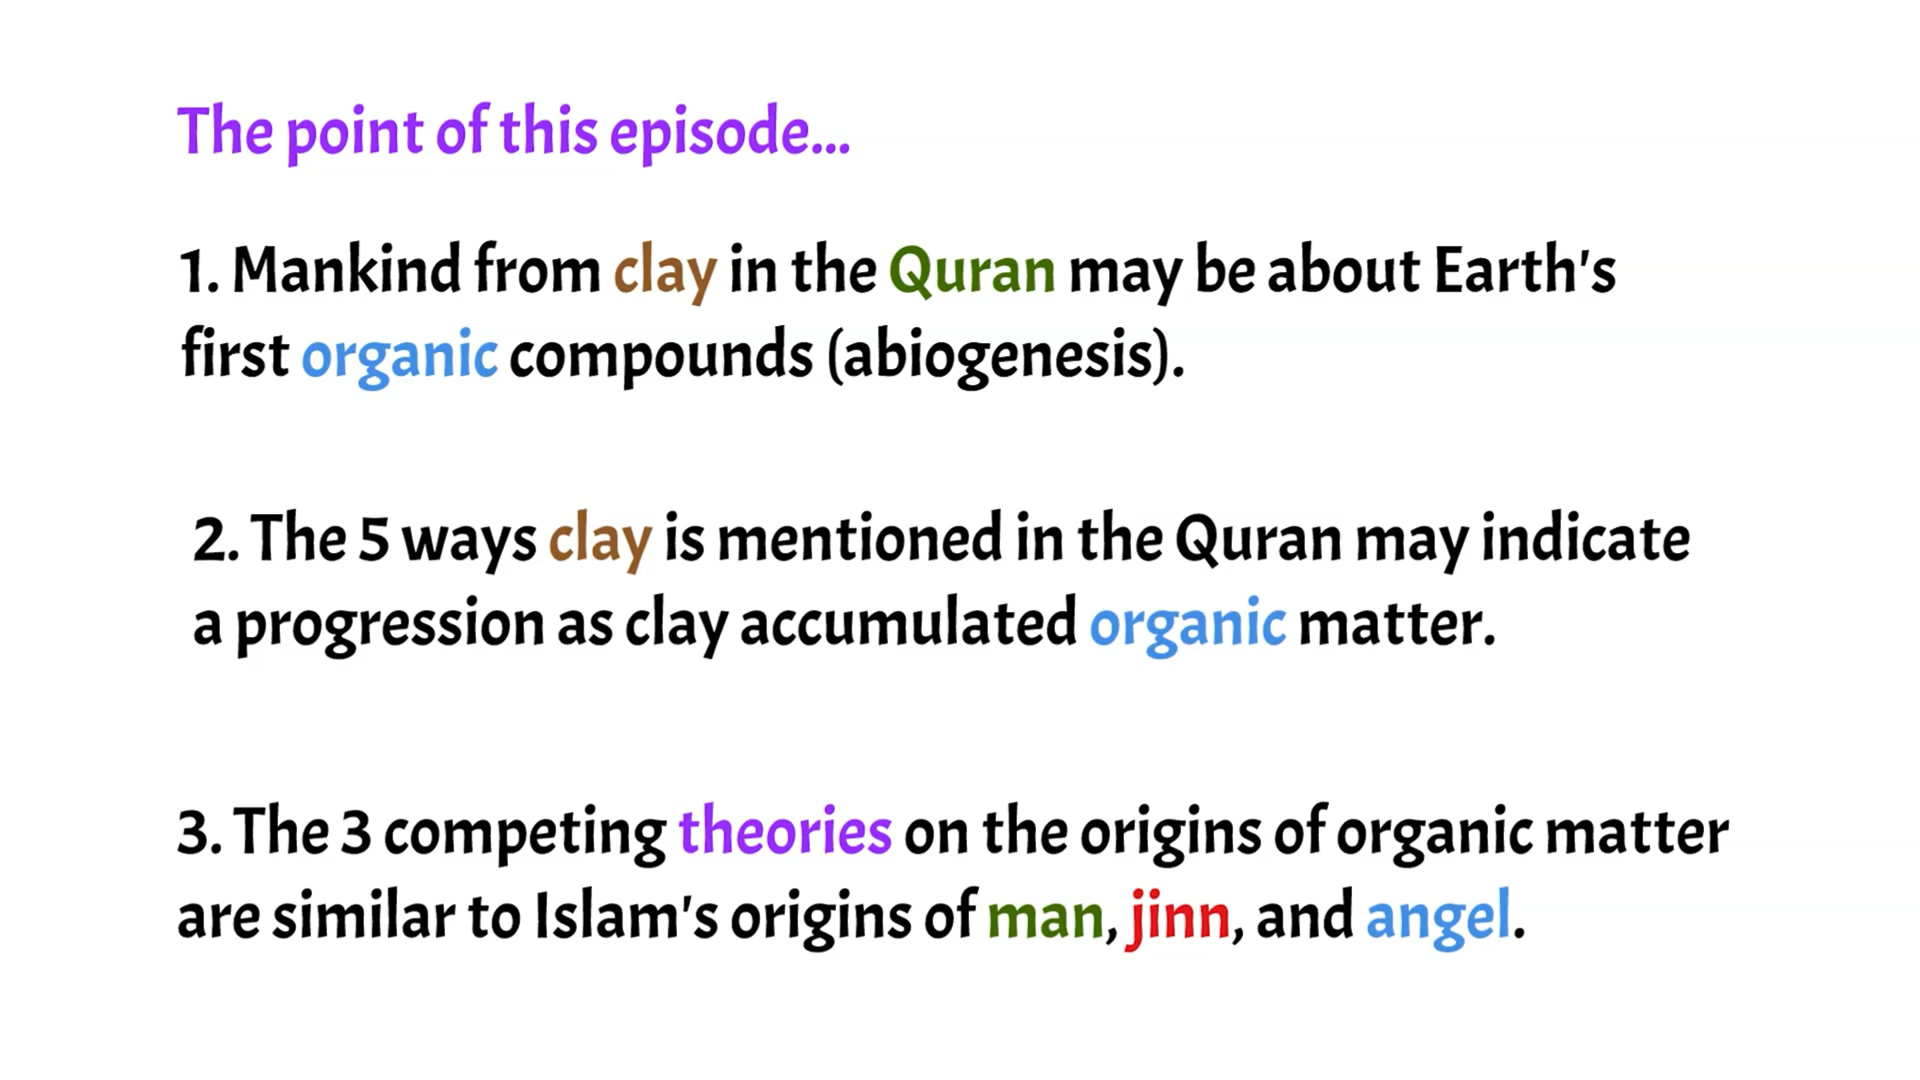 The point of this episode...
1. Mankind from clay in the Quran may be about Earth's
first organic compounds (abiogenesis).
2. The 5 ways clay is mentioned in the Quran may indicate
a progression as clay accumulated organic matter.
3. The 3 competing theories on the origins of organic matter
are similar to Islam's origins of man, jinn, and angel.